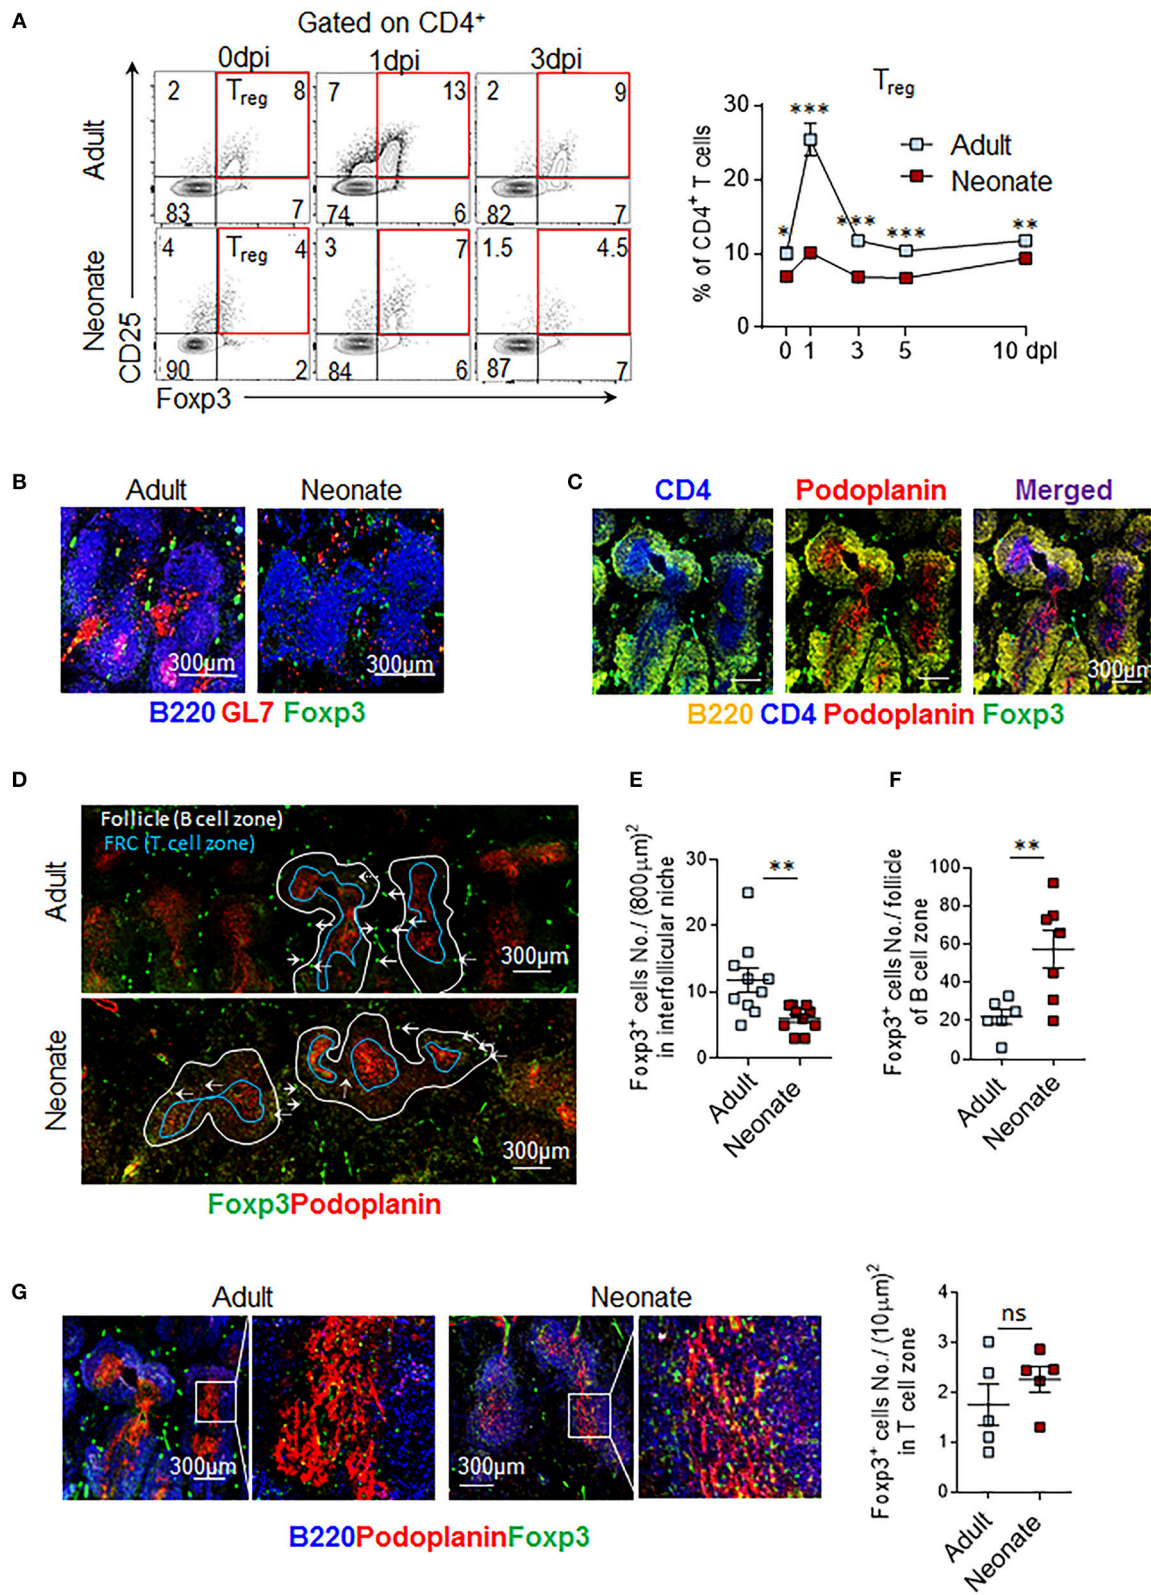 A
Gated on CD4+
0dpi 1dpi 3dpi
Adult
2 Treg 8
83 7
7 13
74 6
2 9
82 7
Neonate
4 Treg 4
90 2
3 7
84 6
1.5 4.5
87 7
CD25
Foxp3
Treg
% of CD4+ T cells
30
20
10
0
***
*
***
***
**
Adult
Neonate
0 1 3 5 10 dpl
B
Adult Neonate
300µm 300µm
B220 GL7 Foxp3
C
CD4 Podoplanin Merged
300µm
B220 CD4 Podoplanin Foxp3
D
Follicle (B cell zone)
FRC (T cell zone)
Adult
300µm
Neonate
300µm
Foxp3Podoplanin
E
Foxp3+ cells No./ (800µm)2
in interfollicular niche
30
20
10
0
**
Adult
Neonate
F
Foxp3+ cells No./follicle
of B cell zone
100
80
60
40
20
0
**
Adult
Neonate
G
Adult Neonate
300µm 300µm
B220PodoplaninFoxp3
Foxp3+ cells No./ (10µm)2
in T cell zone
4
3
2
1
0
ns
Adult
Neonate